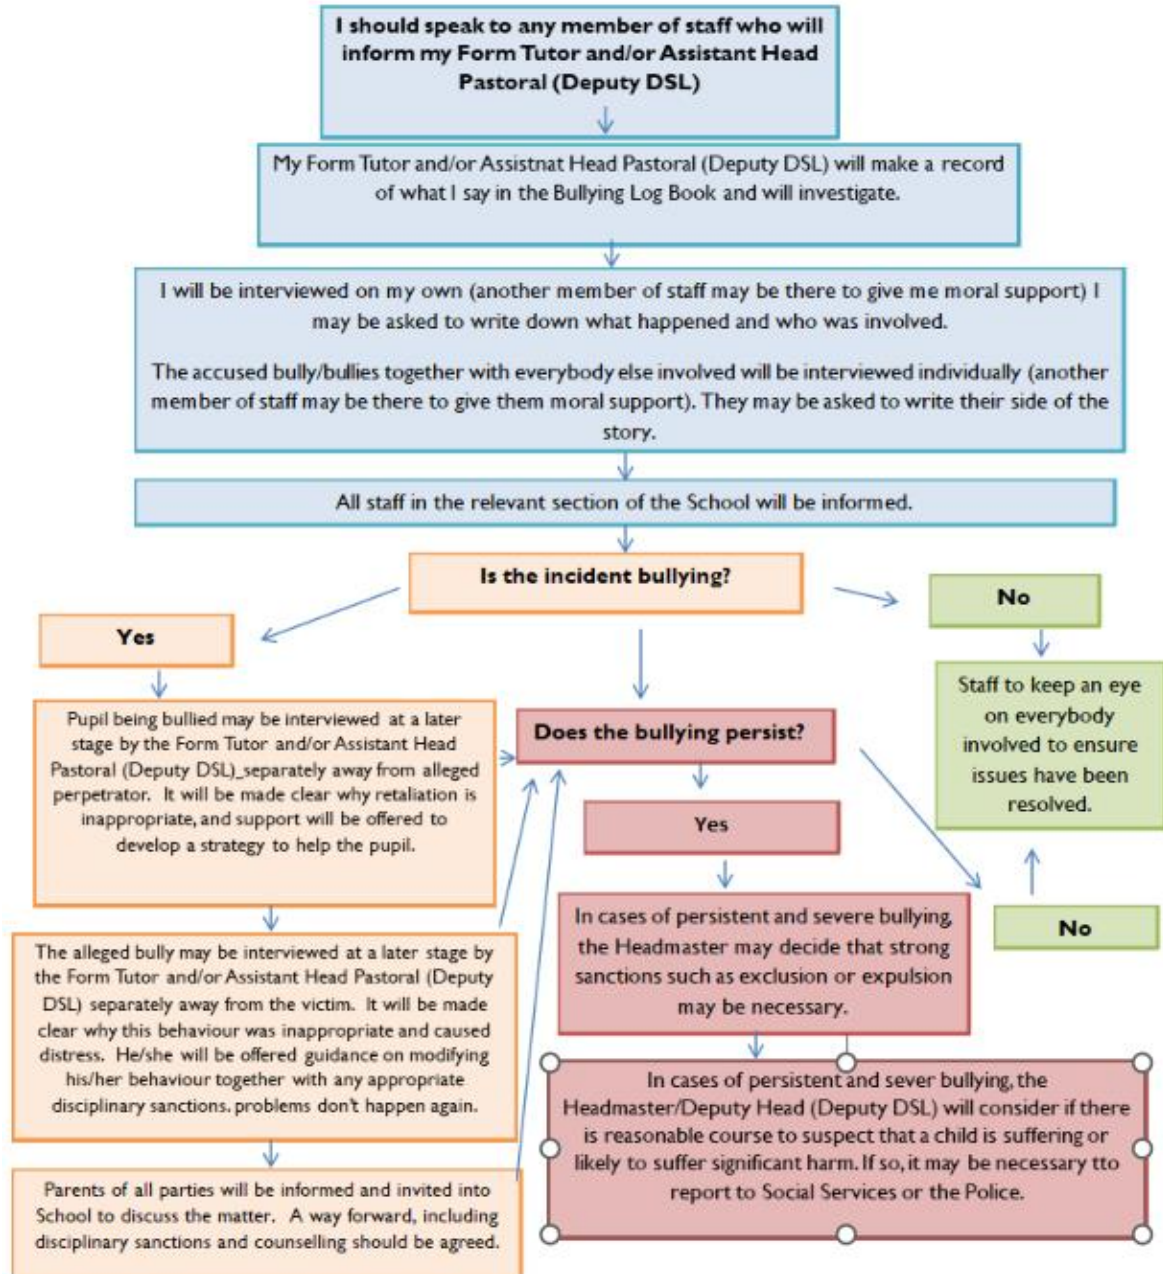 I should speak to any member of staff who will
inform my Form Tutor and/or Assistant Head
Pastoral (Deputy DSL)
My Form Tutor and/or Assistnat Head Pastoral (Deputy DSL) will make a record
of what I say in the Bullying Log Book and will investigate.
I will be interviewed on my own (another member of staff may be there to give me moral support) I
may be asked to write down what happened and who was involved.
The accused bully/bullies together with everybody else involved will be interviewed individually (another
member of staff may be there to give them moral support). They may be asked to write their side of the
story.
All staff in the relevant section of the School will be informed.
Is the incident bullying?
Yes
Pupil being bullied may be interviewed at a later
stage by the Form Tutor and/or Assistant Head
Pastoral (Deputy DSL)_separately away from alleged
perpetrator. It will be made clear why retaliation is
inappropriate, and support will be offered to
develop a strategy to help the pupil.
The alleged bully may be interviewed at a later stage by
the Form Tutor and/or Assistant Head Pastoral (Deputy
DSL) separately away from the victim. It will be made
clear why this behaviour was inappropriate and caused
distress. He/she will be offered guidance on modifying
his/her behaviour together with any appropriate
disciplinary sanctions. problems don't happen again.
Parents of all parties will be informed and invited into
School to discuss the matter. A way forward, including
disciplinary sanctions and counselling should be agreed.
Does the bullying persist?
Yes
In cases of persistent and severe bullying,
the Headmaster may decide that strong
sanctions such as exclusion or expulsion
may be necessary.
In cases of persistent and sever bullying, the
Headmaster/Deputy Head (Deputy DSL) will consider if there
is reasonable course to suspect that a child is suffering or
likely to suffer significant harm. If so, it may be necessary tto
report to Social Services or the Police.
No
Staff to keep an eye
on everybody
involved to ensure
issues have been
resolved.
No